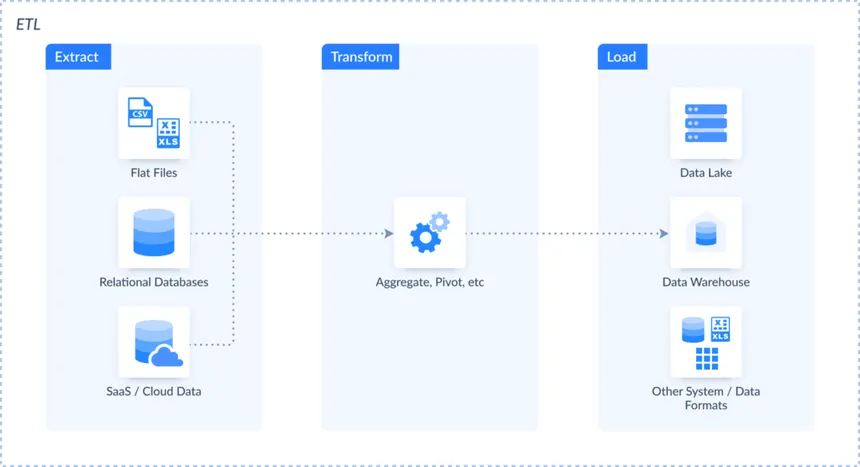 ETL
Extract
CSV
XLS
Flat Files
Relational Databases
SaaS / Cloud Data
Transform
Aggregate, Pivot, etc
Load
Data Lake
Data Warehouse
XLS
Other System / Data
Formats